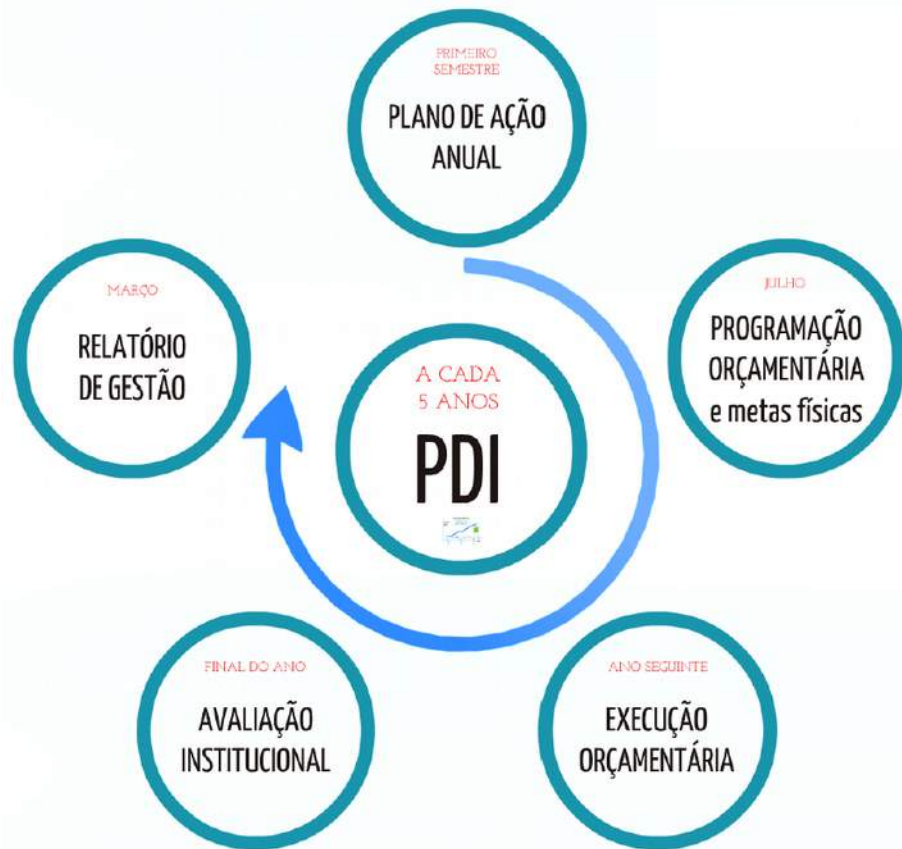 PRIMEIRO
SEMESTRE
PLANO DE AÇÃO
ANUAL
JULHO
PROGRAMAÇÃO
ORÇAMENTÁRIA
e metas físicas
ANO SEGUINTE
EXECUÇÃO
ORÇAMENTÁRIA
FINAL DO ANO
AVALIAÇÃO
INSTITUCIONAL
MARÇO
RELATÓRIO
DE GESTÃO
A CADA
5 ANOS
PDI